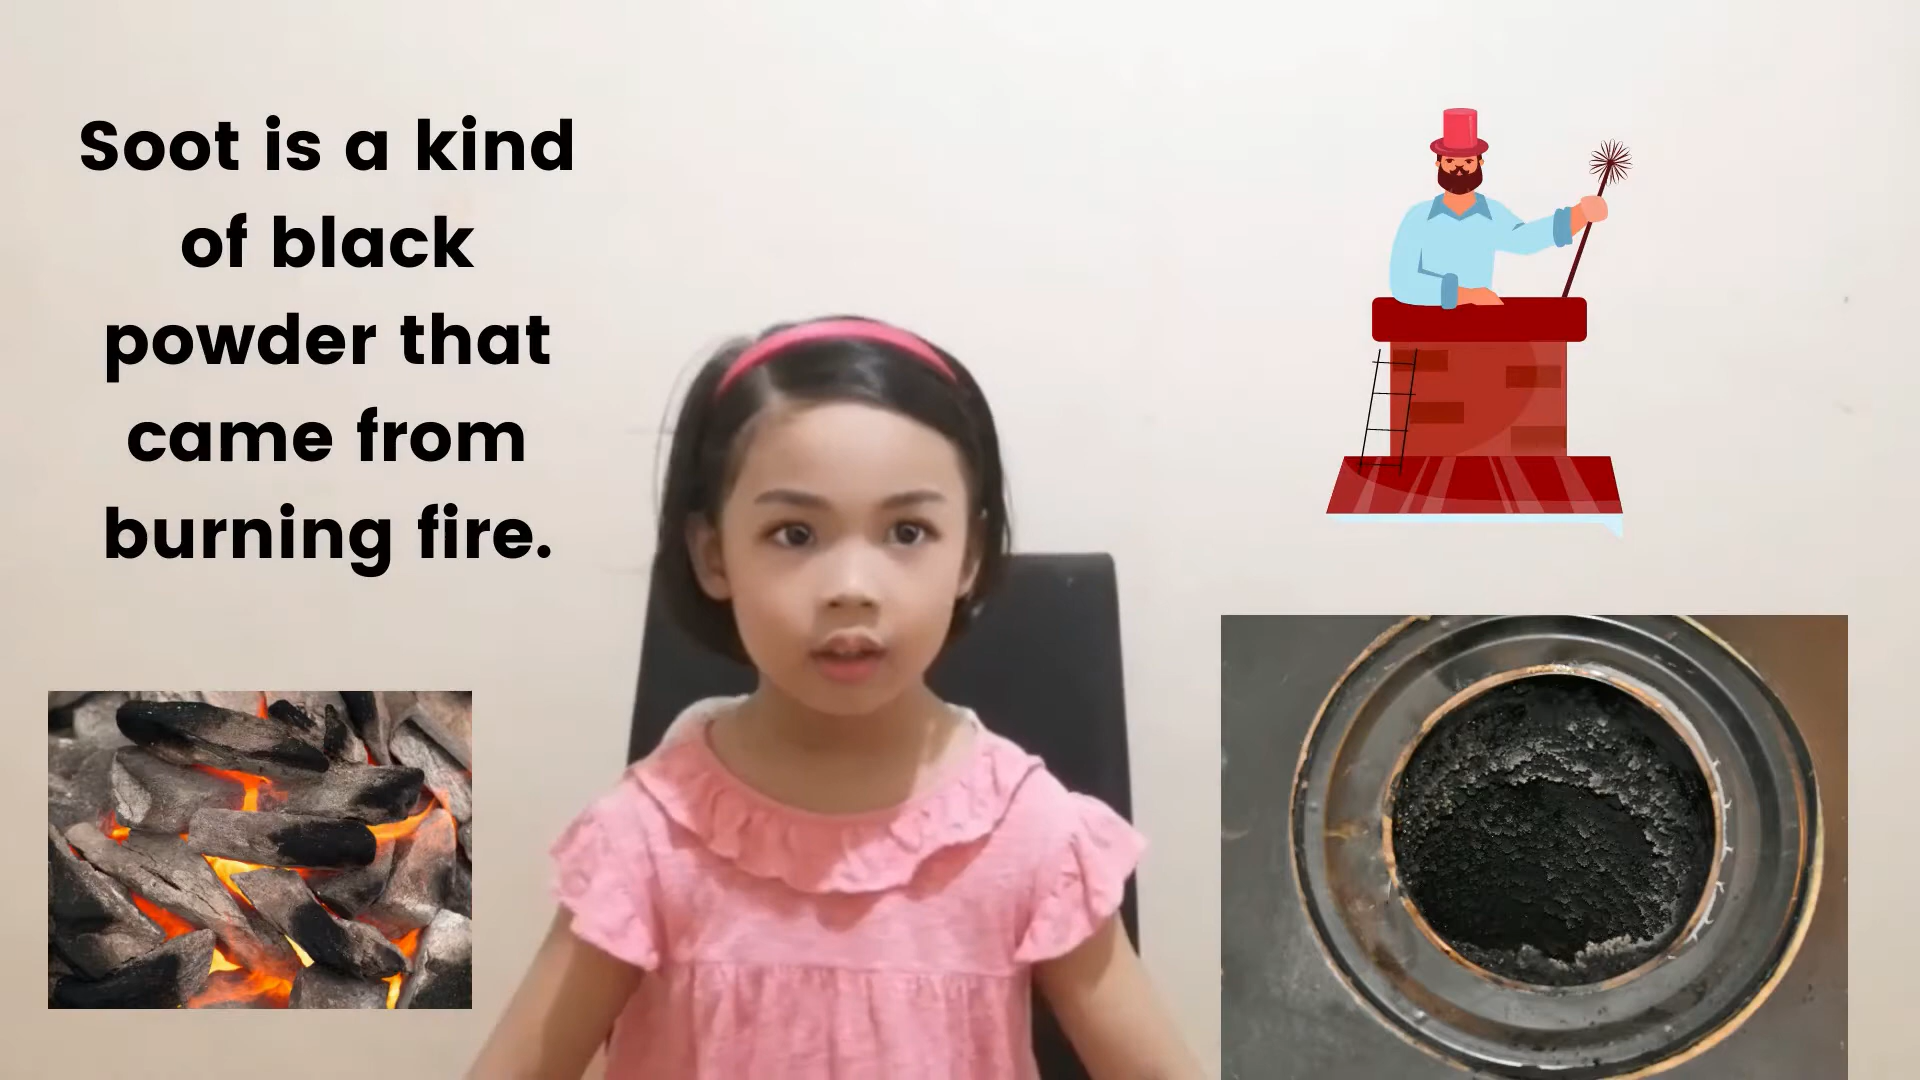 Soot is a kind
of black
powder that
came from
burning fire.